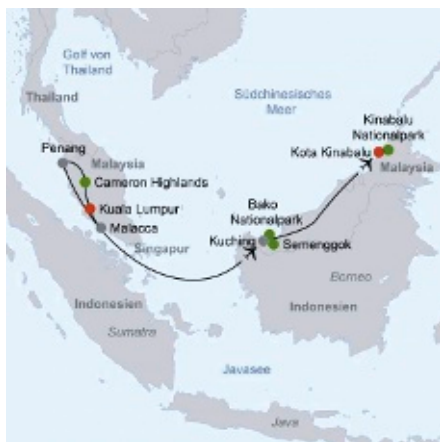 Golf von
Thailand
Thailand
Südchinesisches
Meer
Kinabalu
Nationalpark
Kota Kinabalu
Malaysia
Penang
Malaysia
Cameron Highlands
Kuala Lumpur
Malacca
Singapur
Bako
Nationalpark
Kuching
Semenggok
Borneo
Indonesien
Indonesien
Sumatra
Javasee
Java